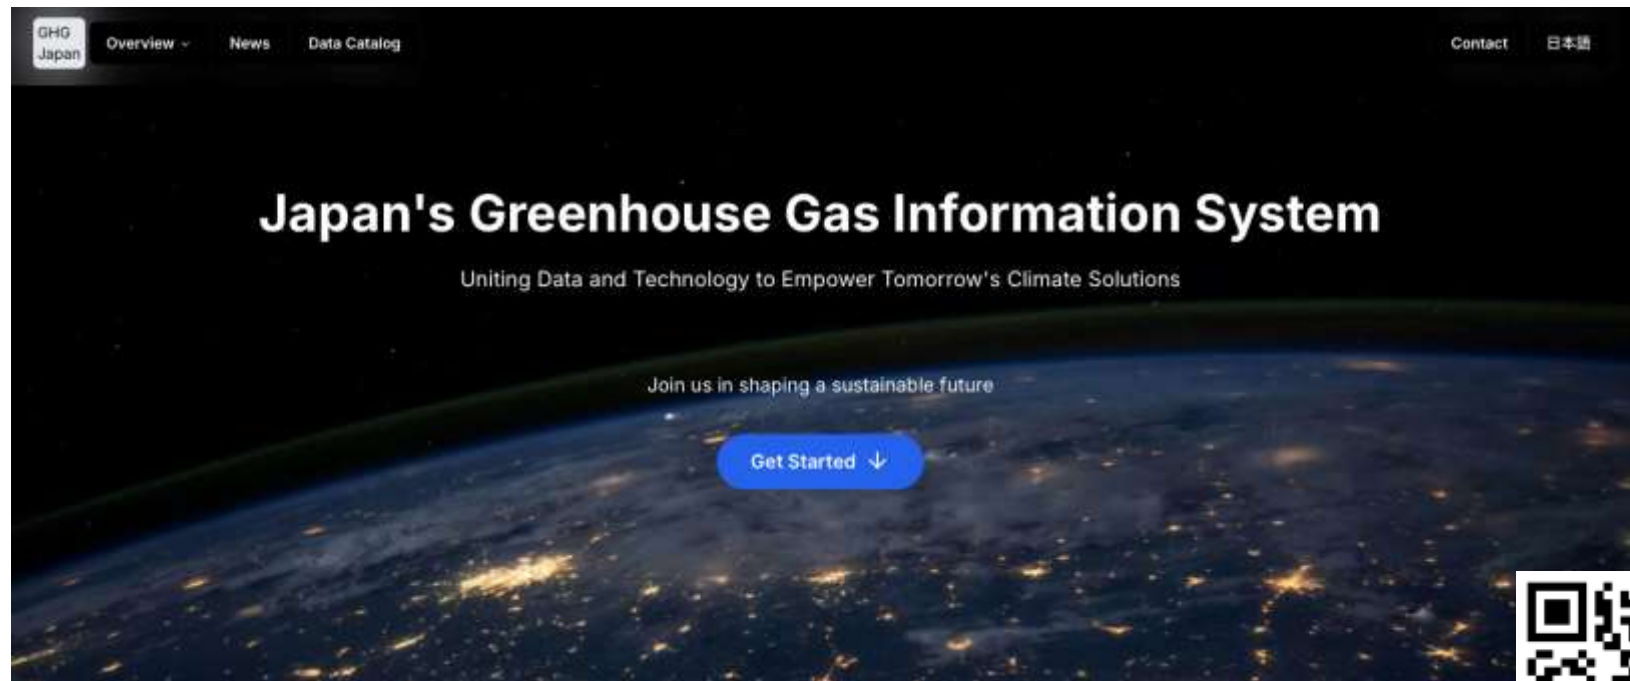 GHG
Japan
Overview
News
Data Catalog
Contact
日本語
Japan's Greenhouse Gas Information System
Uniting Data and Technology to Empower Tomorrow's Climate Solutions
Join us in shaping a sustainable future
Get Started